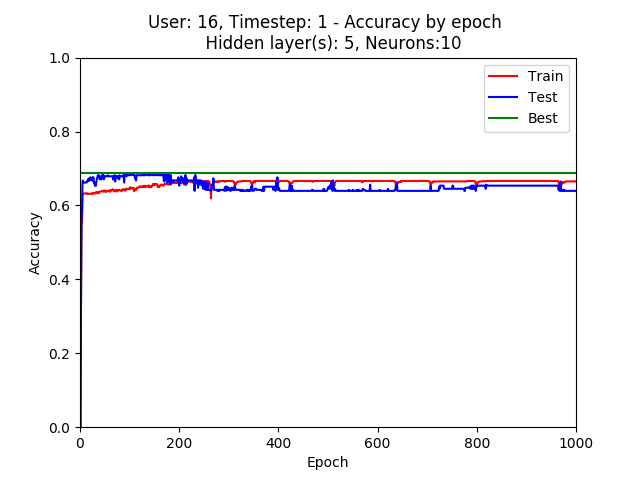 User: 16, Timestep: 1 - Accuracy by epoch
Hidden layer(s): 5, Neurons:10
1.0
Train
Test
Best
0.8
0.6
Accuracy
0.4
0.2
0.0
0 200 400 600 800 1000
Epoch